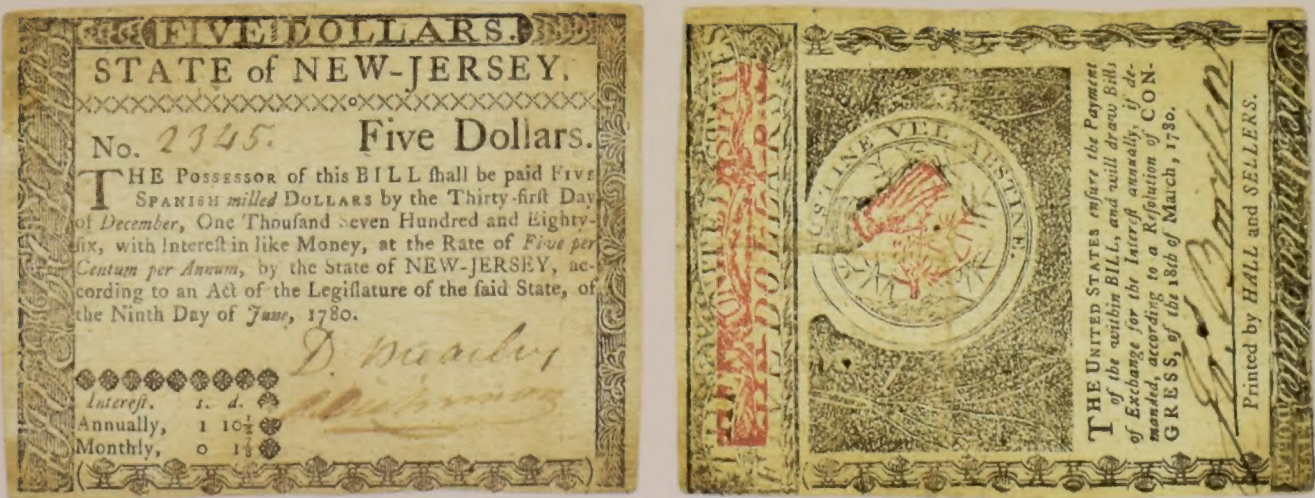 FIVE DOLLARS.
STATE of NEW-JERSEY.
No. 2345. Five Dollars.
THE POSSESSOR of this BILL ſhall be paid FIVE
SPANISH milled DOLLARS by the Thirty-firſt Day
of December, One Thouſand Seven Hundred and Eighty-
ſix, with Intereſt in like Money, at the Rate of Five per
Centum per Annum, by the State of NEW-JERSEY, ac-
cording to an Act of the Legiſlature of the ſaid State, of
the Ninth Day of June, 1780.
D. Brearley
Intereſt. s. d.
Annually, 1 10½
Monthly, 0 1⅞
SUSTINE VEL ABSTINE.
THE UNITED STATES enſure the Payment
of the within BILL, and will draw Bills
of Exchange for the Intereſt annually, if de-
manded, according to a Reſolution of CON-
GRESS, of the 18th of March, 1780.
Printed by HALL and SELLERS.